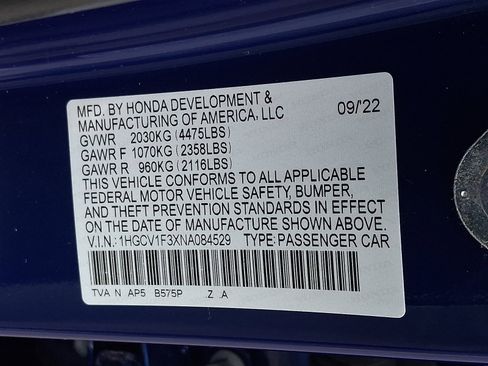 MFD. BY HONDA DEVELOPMENT &
MANUFACTURING OF AMERICA, LLC 09/22
GVWR 2030KG (4475LBS)
GAWR F 1070KG (2358LBS)
GAWR R 960KG (2116LBS)
THIS VEHICLE CONFORMS TO ALL APPLICABLE
FEDERAL MOTOR VEHICLE SAFETY, BUMPER,
AND THEFT PREVENTION STANDARDS IN EFFECT
ON THE DATE OF MANUFACTURE SHOWN ABOVE.
V.I.N.: 1HGCV1F3XNA084529 TYPE: PASSENGER CAR
TVA N AP5 B575P .Z .A